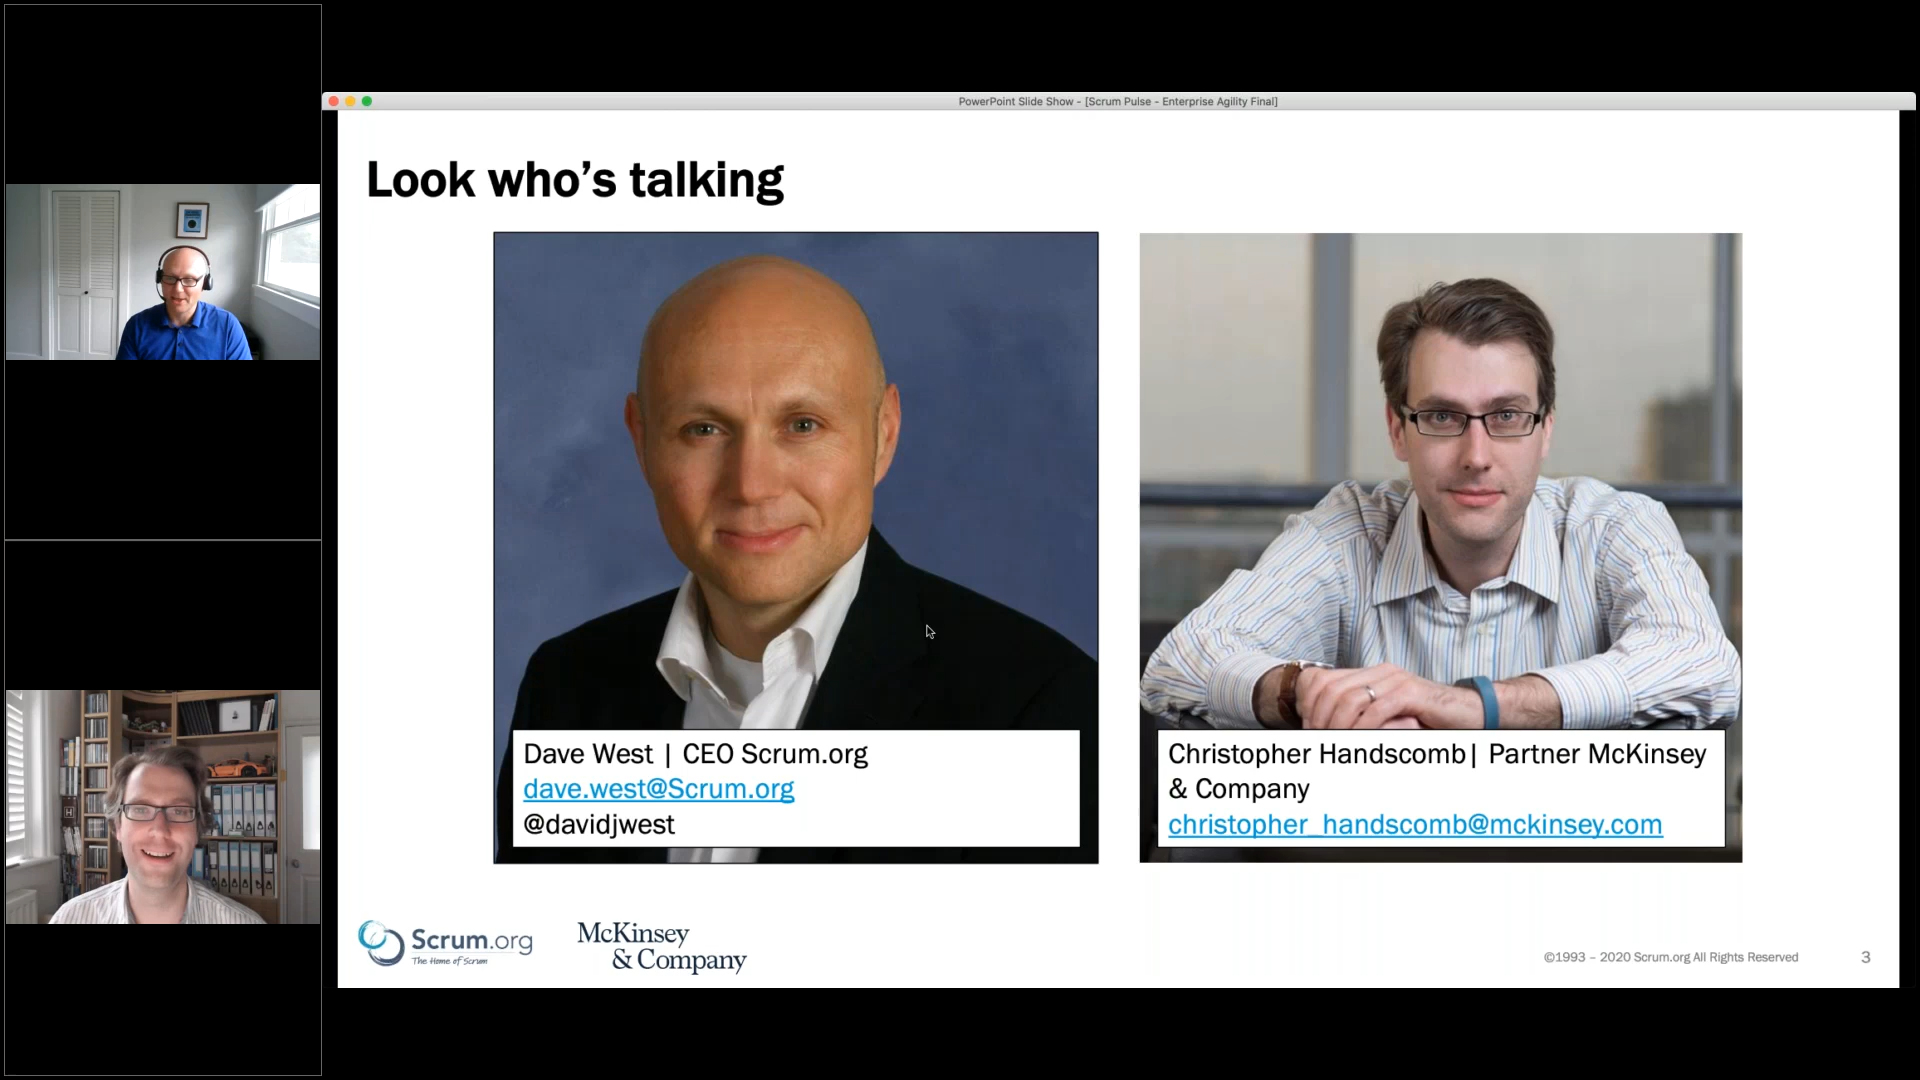 PowerPoint Slide Show - [Scrum Pulse - Enterprise Agility Final]
Look who’s talking
Dave West | CEO Scrum.org
dave.west@Scrum.org
@davidjwest
Christopher Handscomb| Partner McKinsey
& Company
christopher_handscomb@mckinsey.com
Scrum.org
The Home of Scrum
McKinsey
& Company
©1993 – 2020 Scrum.org All Rights Reserved
3